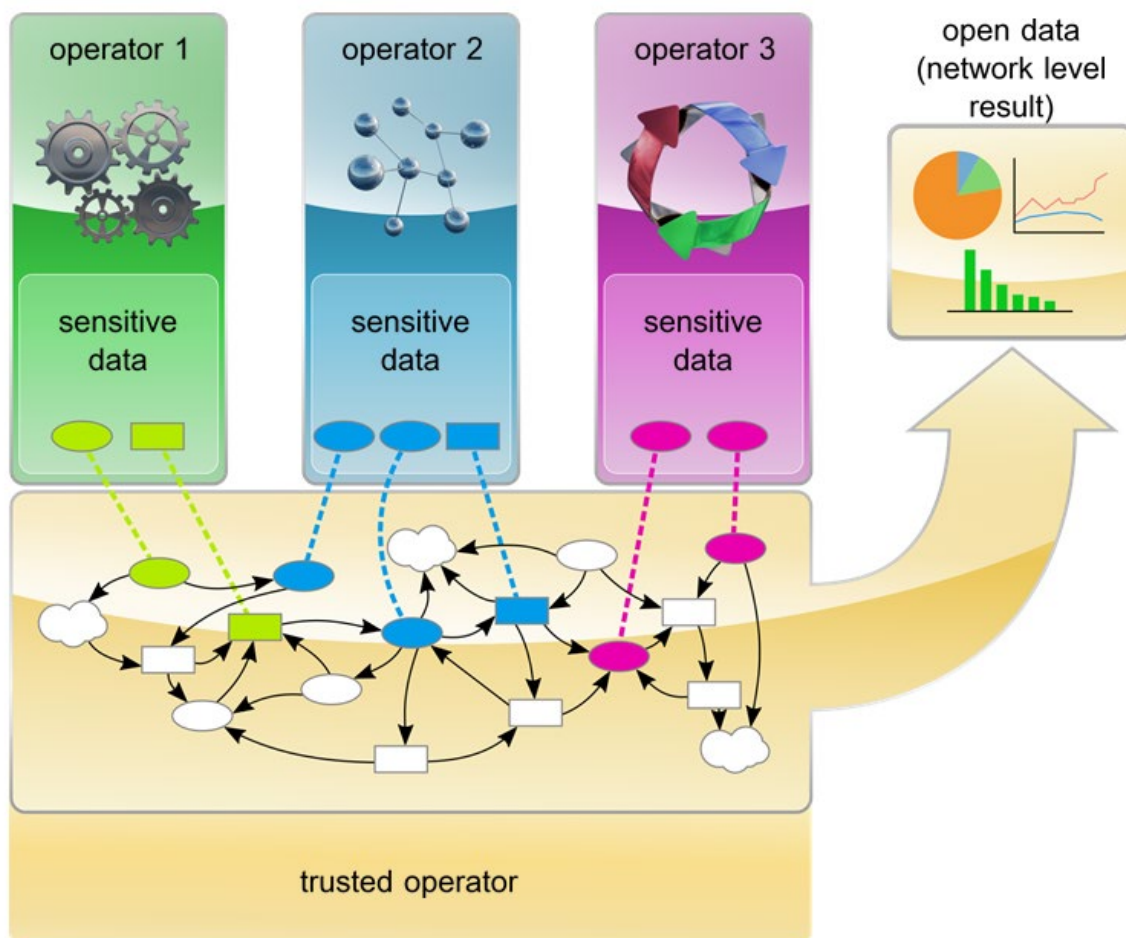 operator 1
operator 2
operator 3
open data
(network level
result)
sensitive
data
sensitive
data
sensitive
data
trusted operator